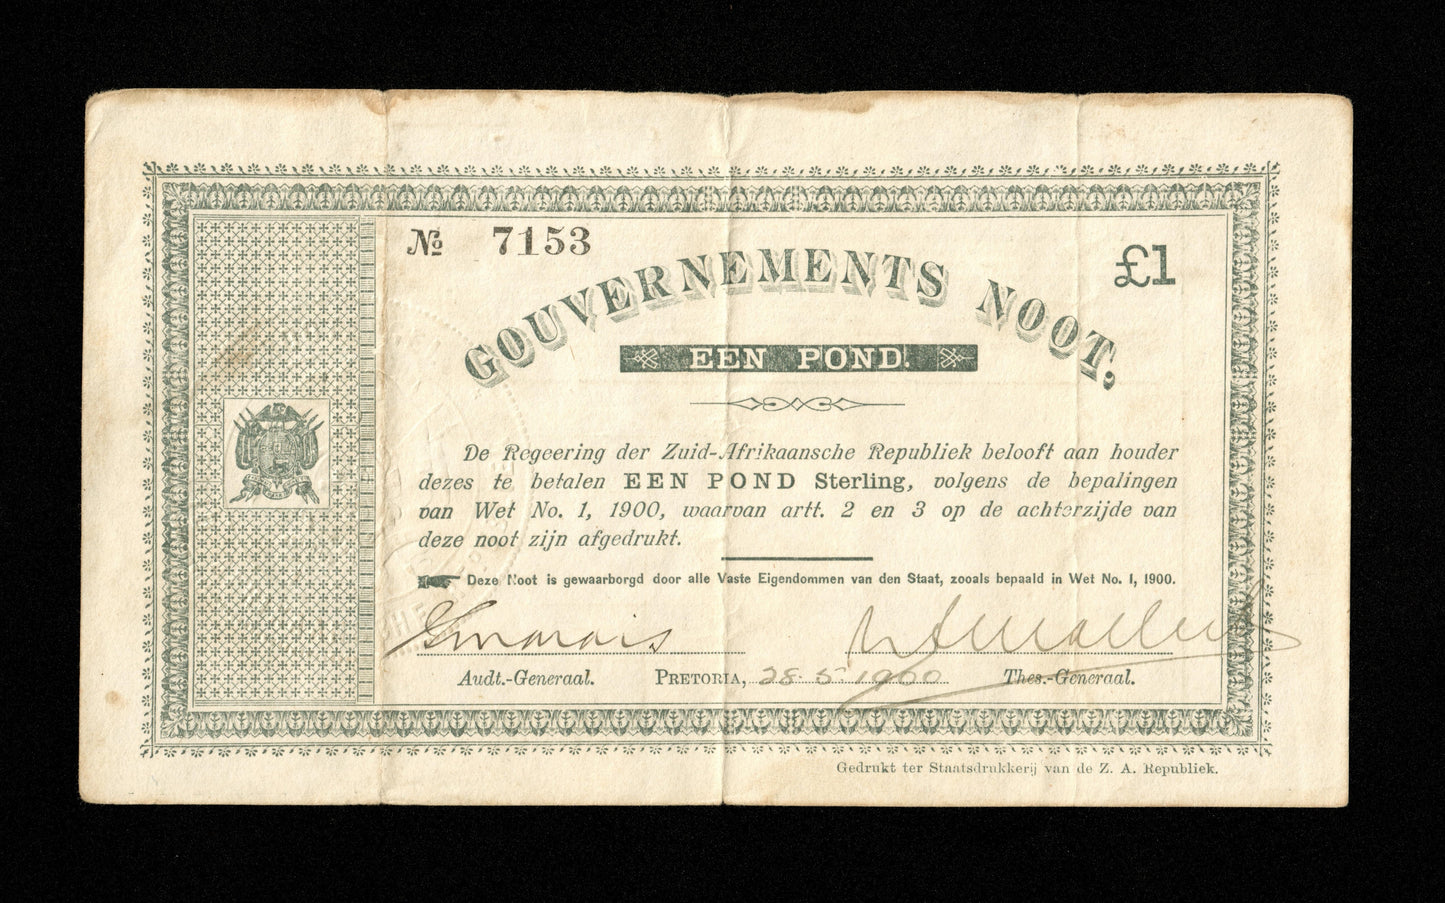 № 7153
£1
GOUVERNEMENTS NOOT,
EEN POND.
De Regeering der Zuid-Afrikaansche Republiek belooft aan houder
dezes te betalen EEN POND Sterling, volgens de bepalingen
van Wet No. 1, 1900, waarvan artt. 2 en 3 op de achterzijde van
deze noot zijn afgedrukt.
Deze Noot is gewaarborgd door alle Vaste Eigendommen van den Staat, zooals bepaald in Wet No. 1, 1900.
Audt.-Generaal. PRETORIA, 28-5-1900 Thes.-Generaal.
Gedrukt ter Staatsdrukkerij van de Z. A. Republiek.